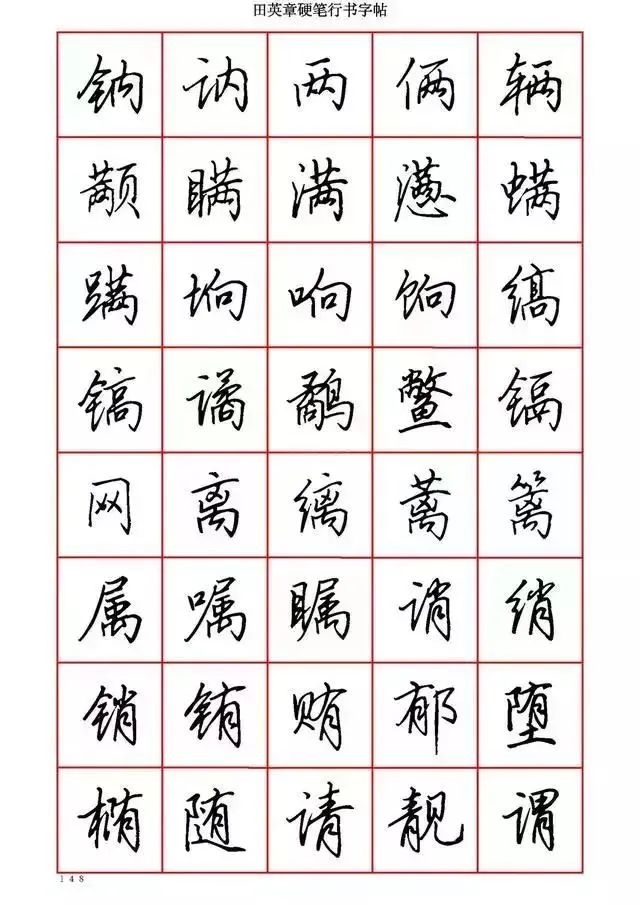 田英章硬笔行书字帖
钠讷两俩辆
颟瞒满懑螨
蹒坰响饷缟
镐谲鹬鳖镉
网离缡蓠篱
属嘱瞩诮绡
销铕贿郁堕
椭随请靓谓
148